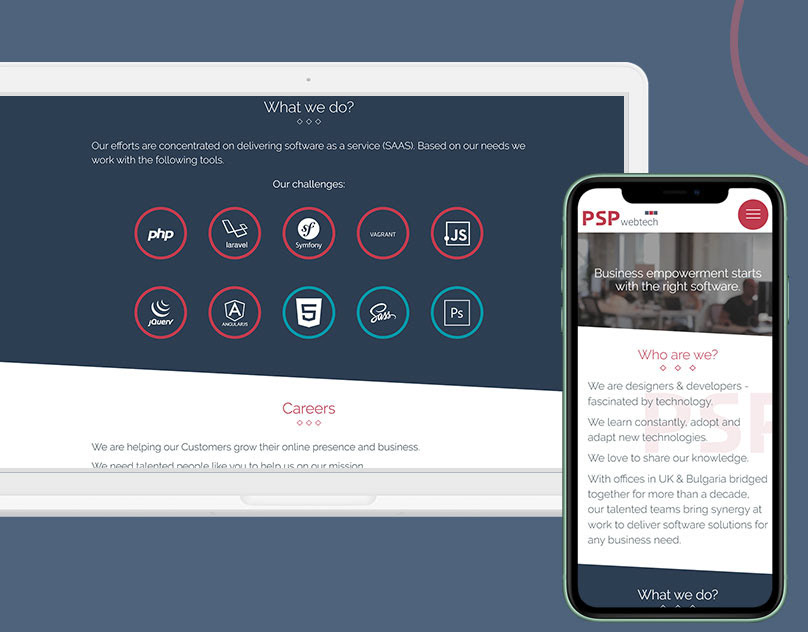 What we do?
Our efforts are concentrated on delivering software as a service (SAAS). Based on our needs we
work with the following tools.
Our challenges:
php
laravel
sf
Symfony
VAGRANT
.JS
jQuery
ANGULARJS
A
5
Sass
Ps
Careers
We are helping our Customers grow their online presence and business.
We need talented people like you to help us on our mission
PSP webtech
Business empowerment starts
with the right software.
Who are we?
We are designers & developers -
fascinated by technology.
We learn constantly, adopt and
adapt new technologies.
We love to share our knowledge.
With offices in UK & Bulgaria bridged
together for more than a decade,
our talented teams bring synergy at
work to deliver software solutions for
any business need.
PSP
What we do?